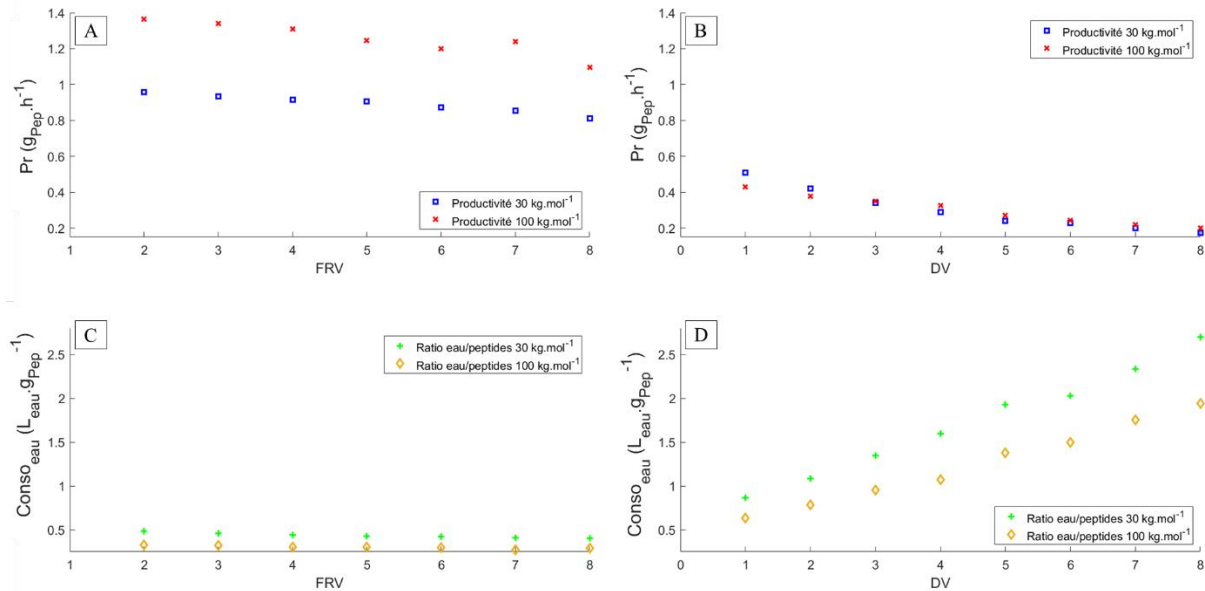 A
Pr (g_Pep.h^-1)
1.4
1.2
1
0.8
0.6
0.4
0.2
Productivité 30 kg.mol^-1
Productivité 100 kg.mol^-1
1 2 3 4 5 6 7 8
FRV
B
Pr (g_Pep.h^-1)
1.4
1.2
1
0.8
0.6
0.4
0.2
Productivité 30 kg.mol^-1
Productivité 100 kg.mol^-1
0 1 2 3 4 5 6 7 8
DV
C
Conso_eau (L_eau.g_Pep^-1)
2.5
2
1.5
1
0.5
Ratio eau/peptides 30 kg.mol^-1
Ratio eau/peptides 100 kg.mol^-1
1 2 3 4 5 6 7 8
FRV
D
Conso_eau (L_eau.g_Pep^-1)
2.5
2
1.5
1
0.5
Ratio eau/peptides 30 kg.mol^-1
Ratio eau/peptides 100 kg.mol^-1
0 1 2 3 4 5 6 7 8
DV